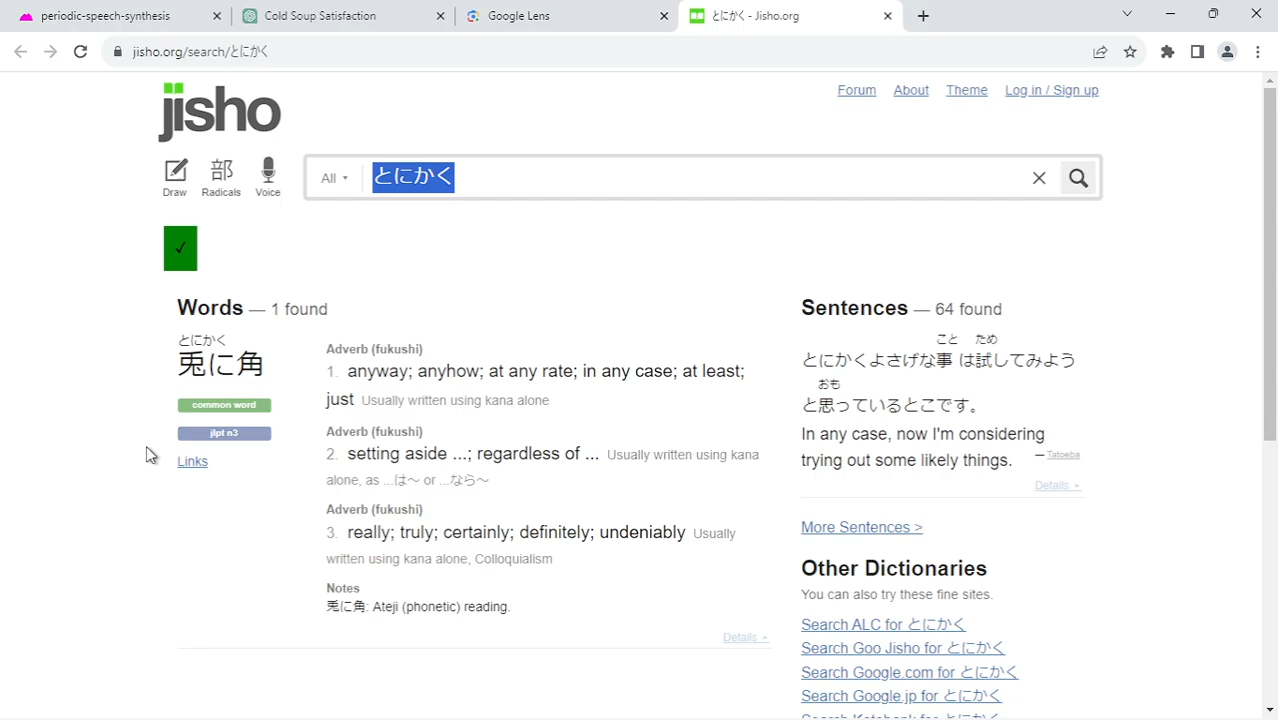 periodic-speech-synthesis
Cold Soup Satisfaction
Google Lens
とにかく - Jisho.org
jisho.org/search/とにかく
jisho
Forum
About
Theme
Log in / Sign up
部
Draw
Radicals
Voice
All
とにかく
✓
Words — 1 found
とにかく
兎に角
common word
jlpt n3
Links
Adverb (fukushi)
1. anyway; anyhow; at any rate; in any case; at least;
just Usually written using kana alone
Adverb (fukushi)
2. setting aside ...; regardless of ... Usually written using kana
alone, as ...は〜 or ...なら〜
Adverb (fukushi)
3. really; truly; certainly; definitely; undeniably Usually
written using kana alone, Colloquialism
Notes
兎に角: Ateji (phonetic) reading.
Details
Sentences — 64 found
こと ため
とにかくよさげな事は試してみよう
おも
と思っているとこです。
In any case, now I'm considering
trying out some likely things. — Tatoeba
Details
More Sentences >
Other Dictionaries
You can also try these fine sites.
Search ALC for とにかく
Search Goo Jisho for とにかく
Search Google.com for とにかく
Search Google.jp for とにかく